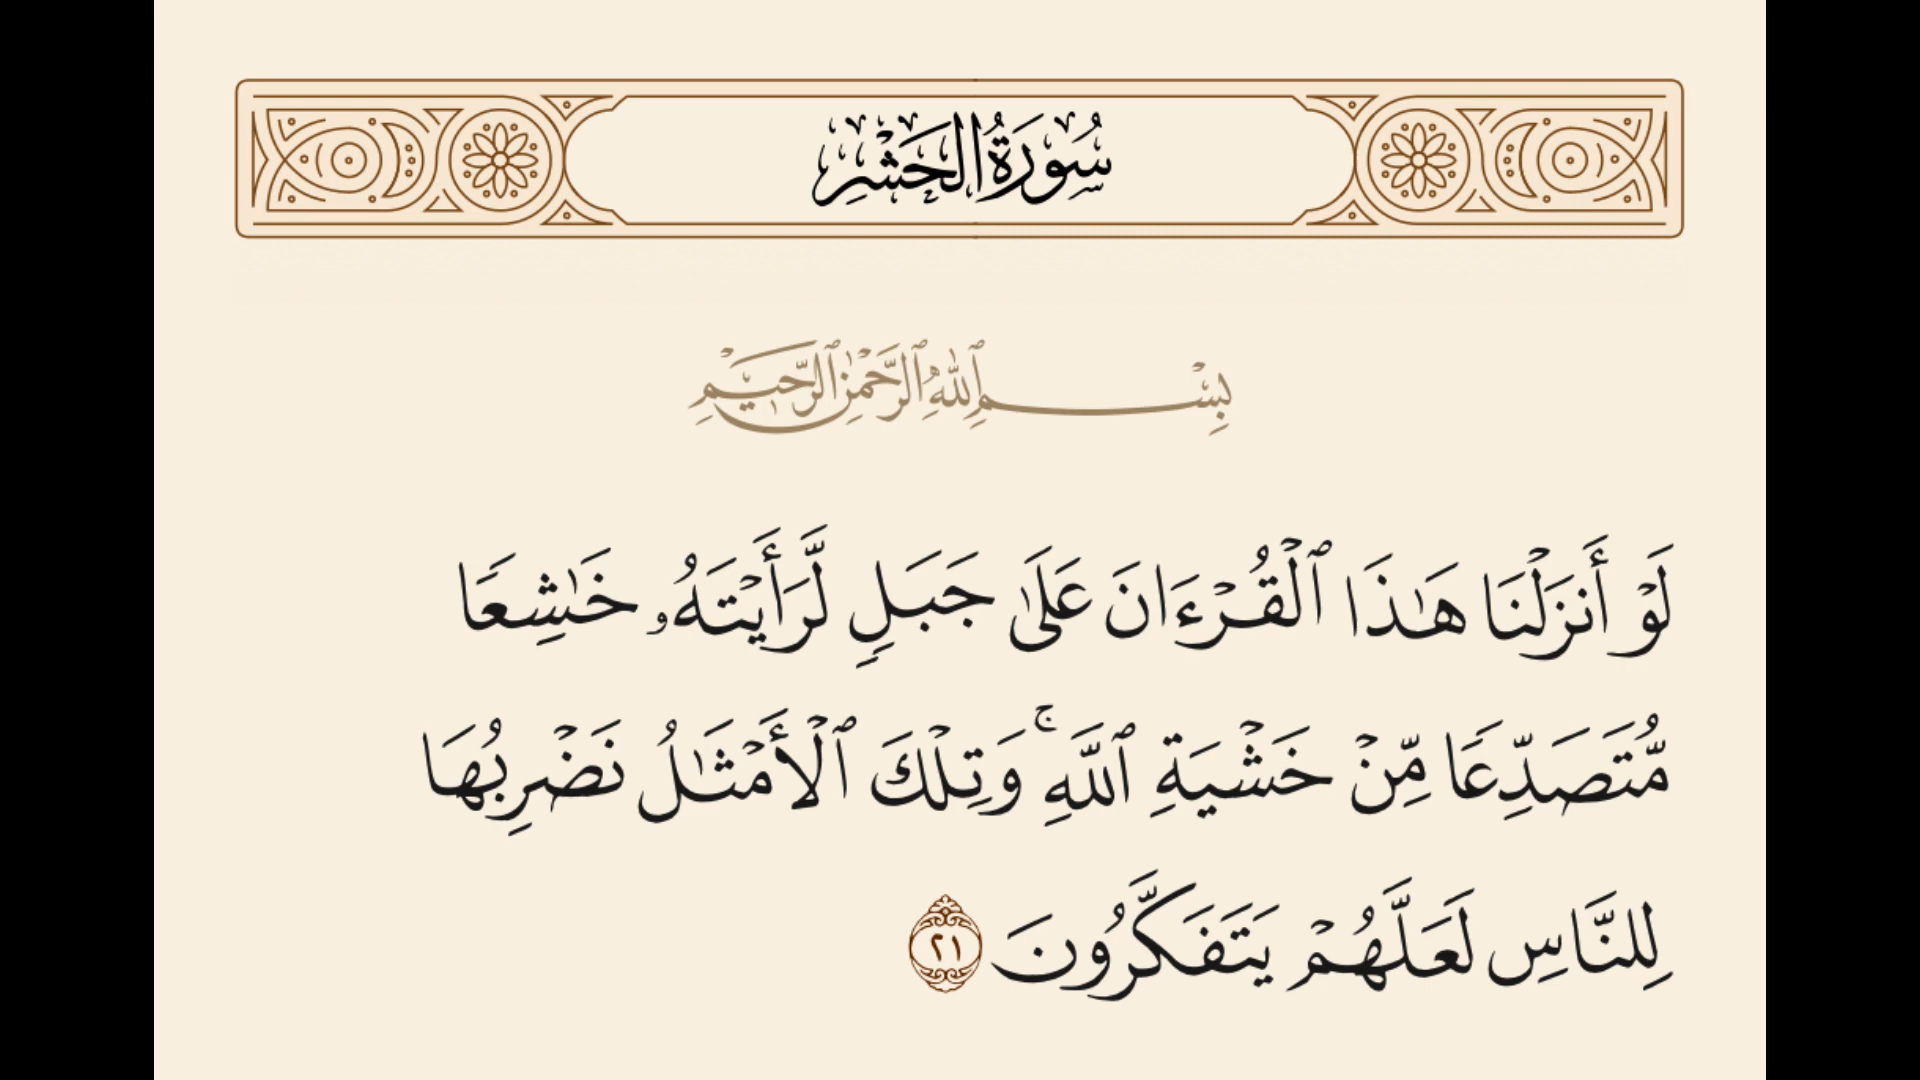 سُورَةُ الحَشْرِ
بِسْمِ ٱللَّهِ ٱلرَّحْمَٰنِ ٱلرَّحِيمِ
لَوْ أَنزَلْنَا هَٰذَا ٱلْقُرْءَانَ عَلَىٰ جَبَلٍ لَّرَأَيْتَهُۥ خَٰشِعًا
مُّتَصَدِّعًا مِّنْ خَشْيَةِ ٱللَّهِ ۚ وَتِلْكَ ٱلْأَمْثَٰلُ نَضْرِبُهَا
لِلنَّاسِ لَعَلَّهُمْ يَتَفَكَّرُونَ ٢١